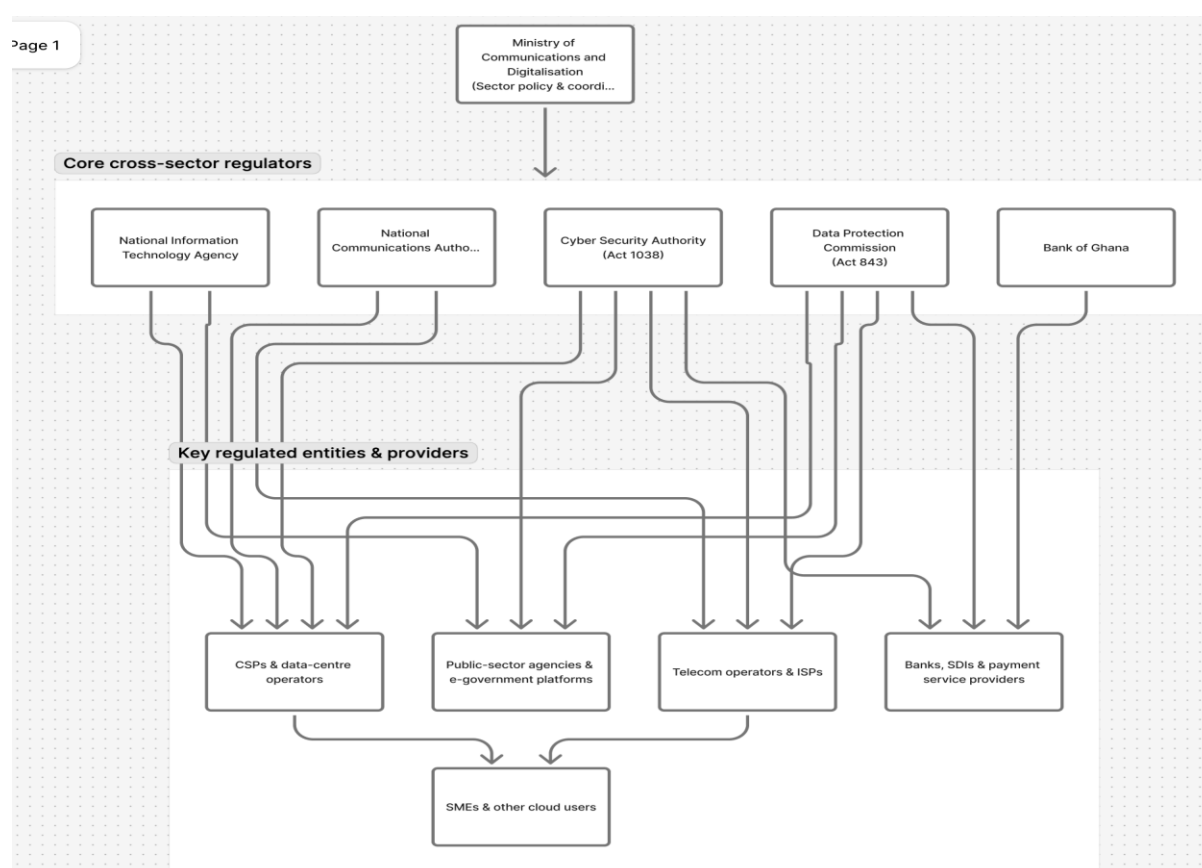 Page 1
Ministry of
Communications and
Digitalisation
(Sector policy & coordi...
Core cross-sector regulators
National Information
Technology Agency
National
Communications Autho...
Cyber Security Authority
(Act 1038)
Data Protection
Commission
(Act 843)
Bank of Ghana
Key regulated entities & providers
CSPs & data-centre
operators
Public-sector agencies &
e-government platforms
Telecom operators & ISPs
Banks, SDIs & payment
service providers
SMEs & other cloud users